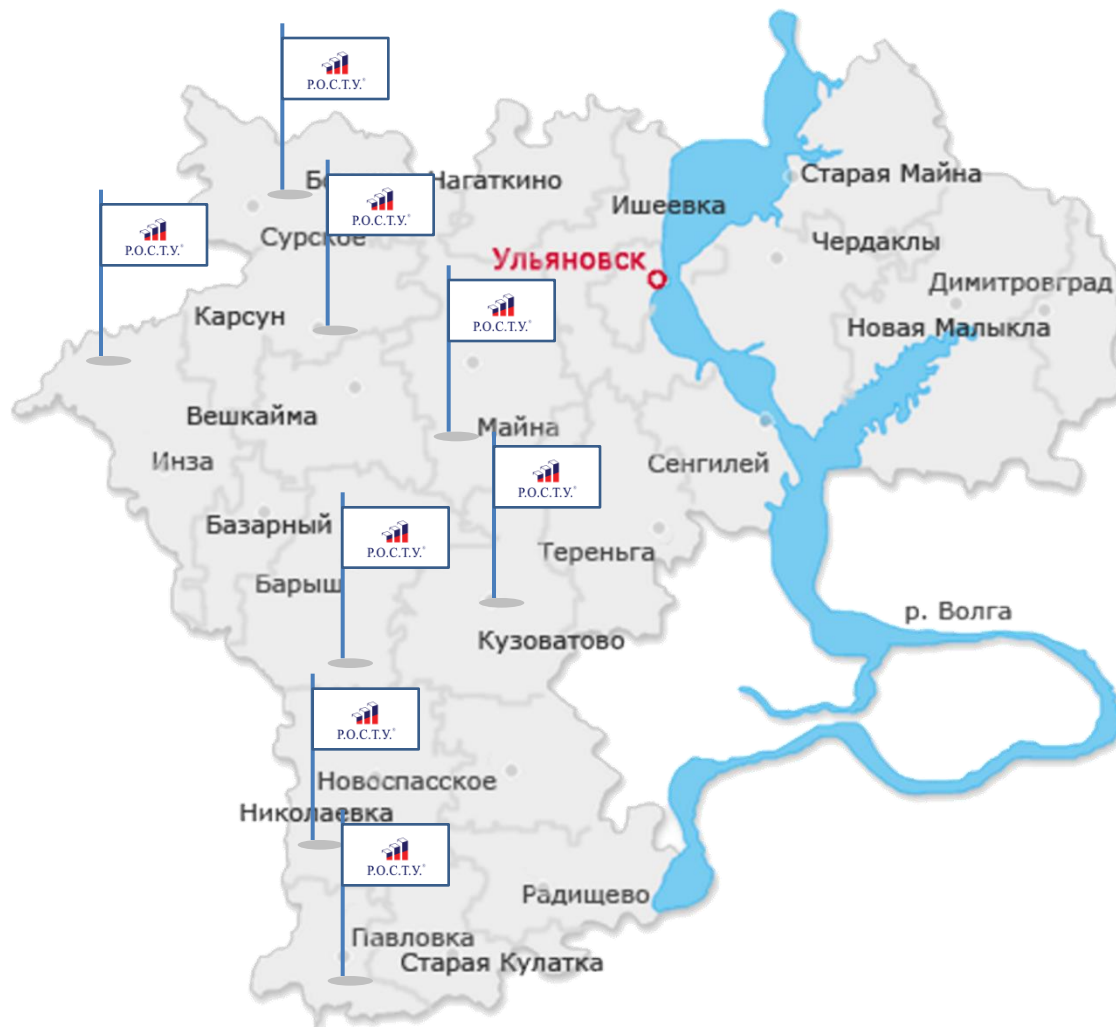 Р.О.С.Т.У.®
Старая Майна
Нагаткино
Р.О.С.Т.У.®
Ишеевка
Р.О.С.Т.У.®
Сурское
Чердаклы
Ульяновск
Димитровград
Карсун
Р.О.С.Т.У.®
Новая Малыкла
Вешкайма
Майна
Инза
Сенгилей
Р.О.С.Т.У.®
Базарный
Р.О.С.Т.У.®
Тереньга
Барыш
р. Волга
Кузоватово
Р.О.С.Т.У.®
Новоспасское
Николаевка
Р.О.С.Т.У.®
Радищево
Павловка
Старая Кулатка